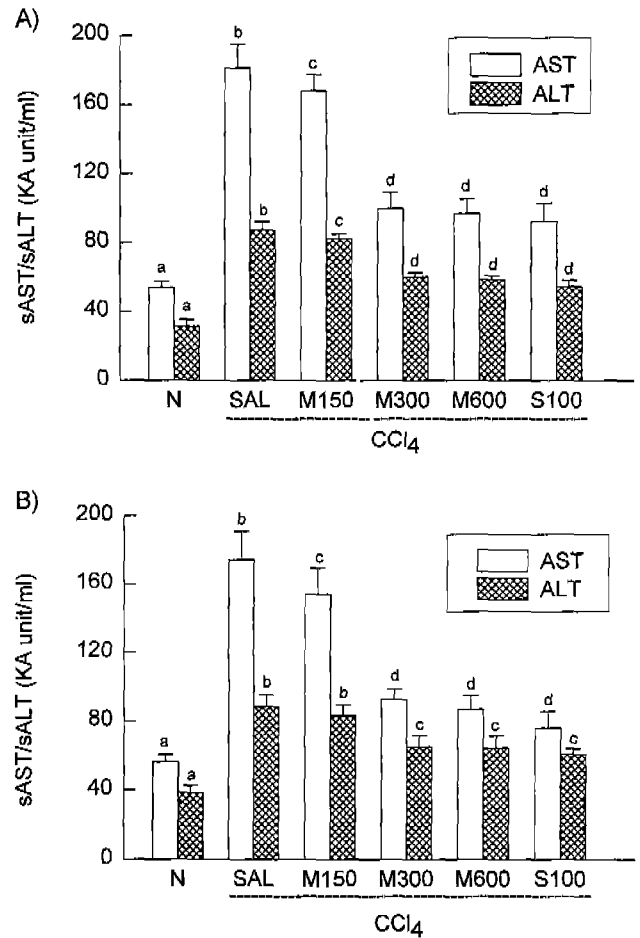 A)
sAST/sALT (KA unit/ml)
200
160
120
80
40
0
AST
ALT
a a b b c c d d d d d d
N SAL M150 M300 M600 S100
CCl4
B)
sAST/sALT (KA unit/ml)
200
160
120
80
40
0
AST
ALT
a a b b c b d c d c d c
N SAL M150 M300 M600 S100
CCl4